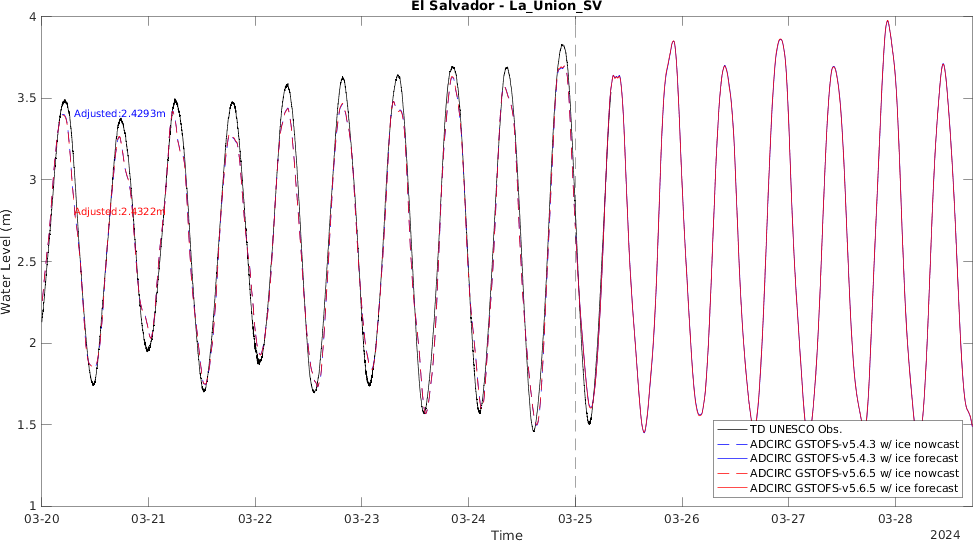 El Salvador - La_Union_SV
Water Level (m)
4
3.5
3
2.5
2
1.5
1
Adjusted:2.4293m
Adjusted:2.4322m
TD UNESCO Obs.
ADCIRC GSTOFS-v5.4.3 w/ ice nowcast
ADCIRC GSTOFS-v5.4.3 w/ ice forecast
ADCIRC GSTOFS-v5.6.5 w/ ice nowcast
ADCIRC GSTOFS-v5.6.5 w/ ice forecast
03-20 03-21 03-22 03-23 03-24 03-25 03-26 03-27 03-28
Time
2024